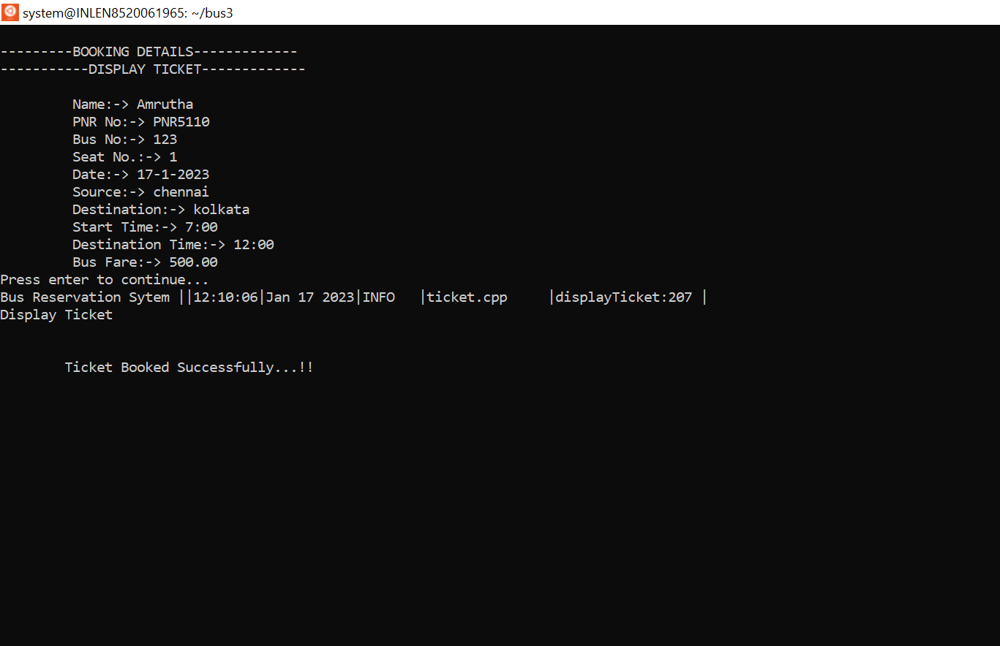 system@INLEN8520061965: ~/bus3
---------BOOKING DETAILS-------------
-----------DISPLAY TICKET-------------
Name:-> Amrutha
PNR No:-> PNR5110
Bus No:-> 123
Seat No.:-> 1
Date:-> 17-1-2023
Source:-> chennai
Destination:-> kolkata
Start Time:-> 7:00
Destination Time:-> 12:00
Bus Fare:-> 500.00
Press enter to continue...
Bus Reservation Sytem ||12:10:06|Jan 17 2023|INFO   |ticket.cpp     |displayTicket:207 |
Display Ticket
Ticket Booked Successfully...!!